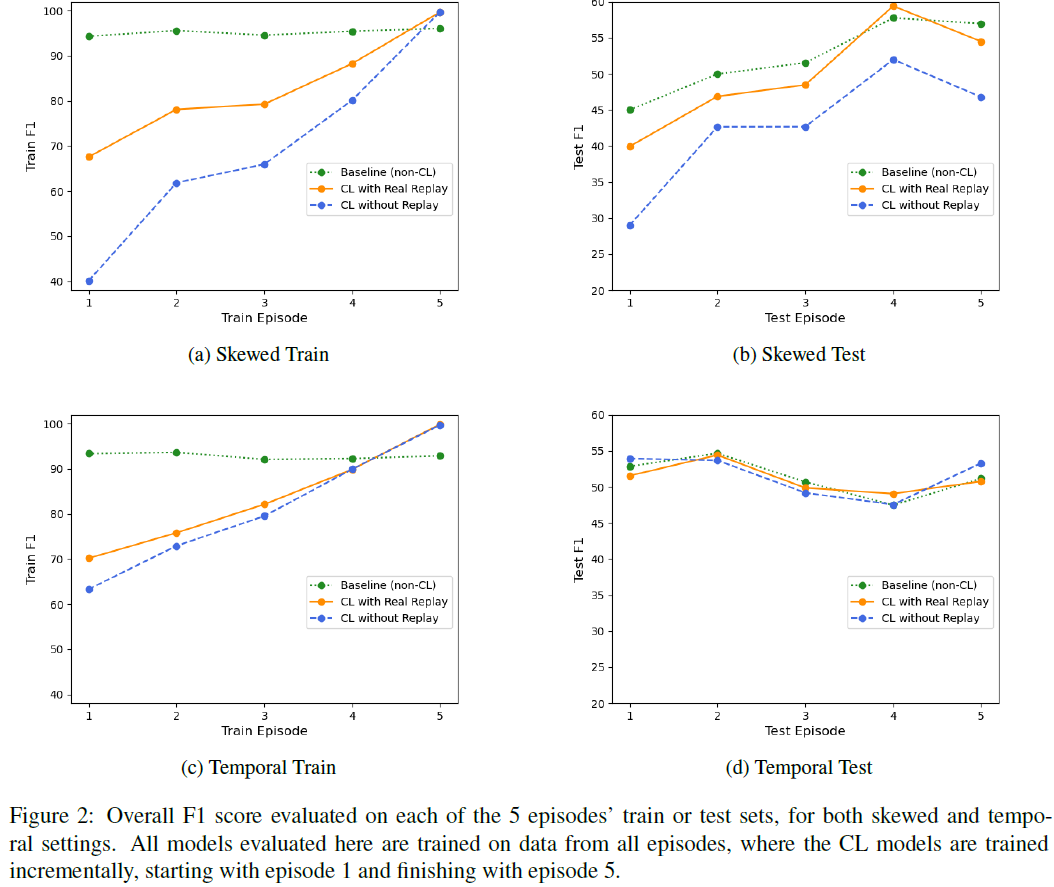 100
90
80
70
60
50
40
Train F1
1 2 3 4 5
Train Episode
Baseline (non-CL)
CL with Real Replay
CL without Replay
(a) Skewed Train
60
55
50
45
40
35
30
25
20
Test F1
1 2 3 4 5
Test Episode
Baseline (non-CL)
CL with Real Replay
CL without Replay
(b) Skewed Test
100
90
80
70
60
50
40
Train F1
1 2 3 4 5
Train Episode
Baseline (non-CL)
CL with Real Replay
CL without Replay
(c) Temporal Train
60
55
50
45
40
35
30
25
20
Test F1
1 2 3 4 5
Test Episode
Baseline (non-CL)
CL with Real Replay
CL without Replay
(d) Temporal Test
Figure 2: Overall F1 score evaluated on each of the 5 episodes' train or test sets, for both skewed and tempo-
ral settings. All models evaluated here are trained on data from all episodes, where the CL models are trained
incrementally, starting with episode 1 and finishing with episode 5.